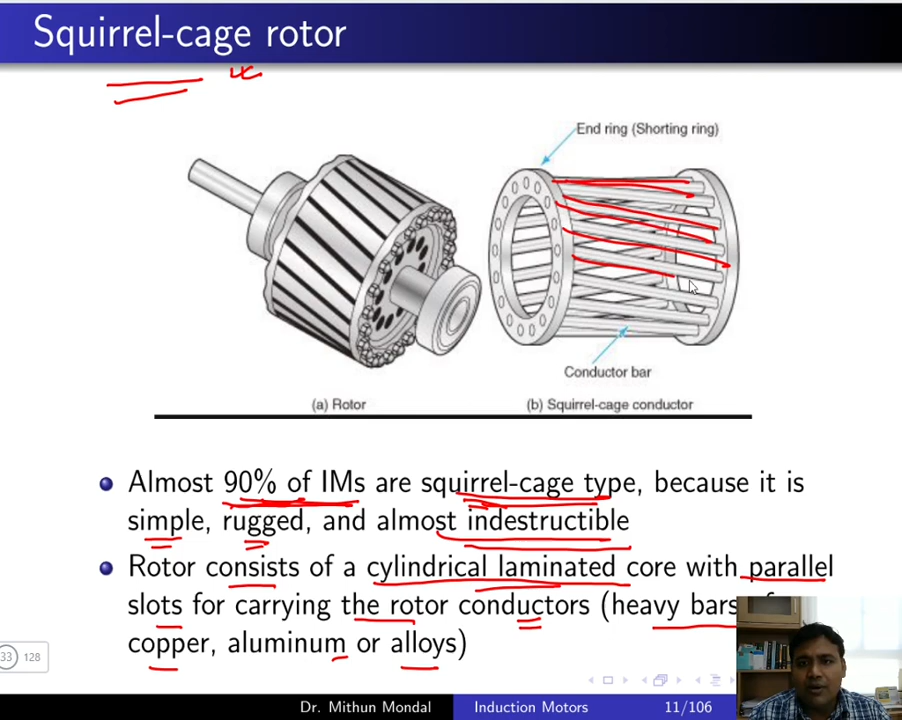 Squirrel-cage rotor
End ring (Shorting ring)
Conductor bar
(a) Rotor
(b) Squirrel-cage conductor
Almost 90% of IMs are squirrel-cage type, because it is
simple, rugged, and almost indestructible
Rotor consists of a cylindrical laminated core with parallel
slots for carrying the rotor conductors (heavy bars
copper, aluminum or alloys)
33 128
Dr. Mithun Mondal
Induction Motors
11/106